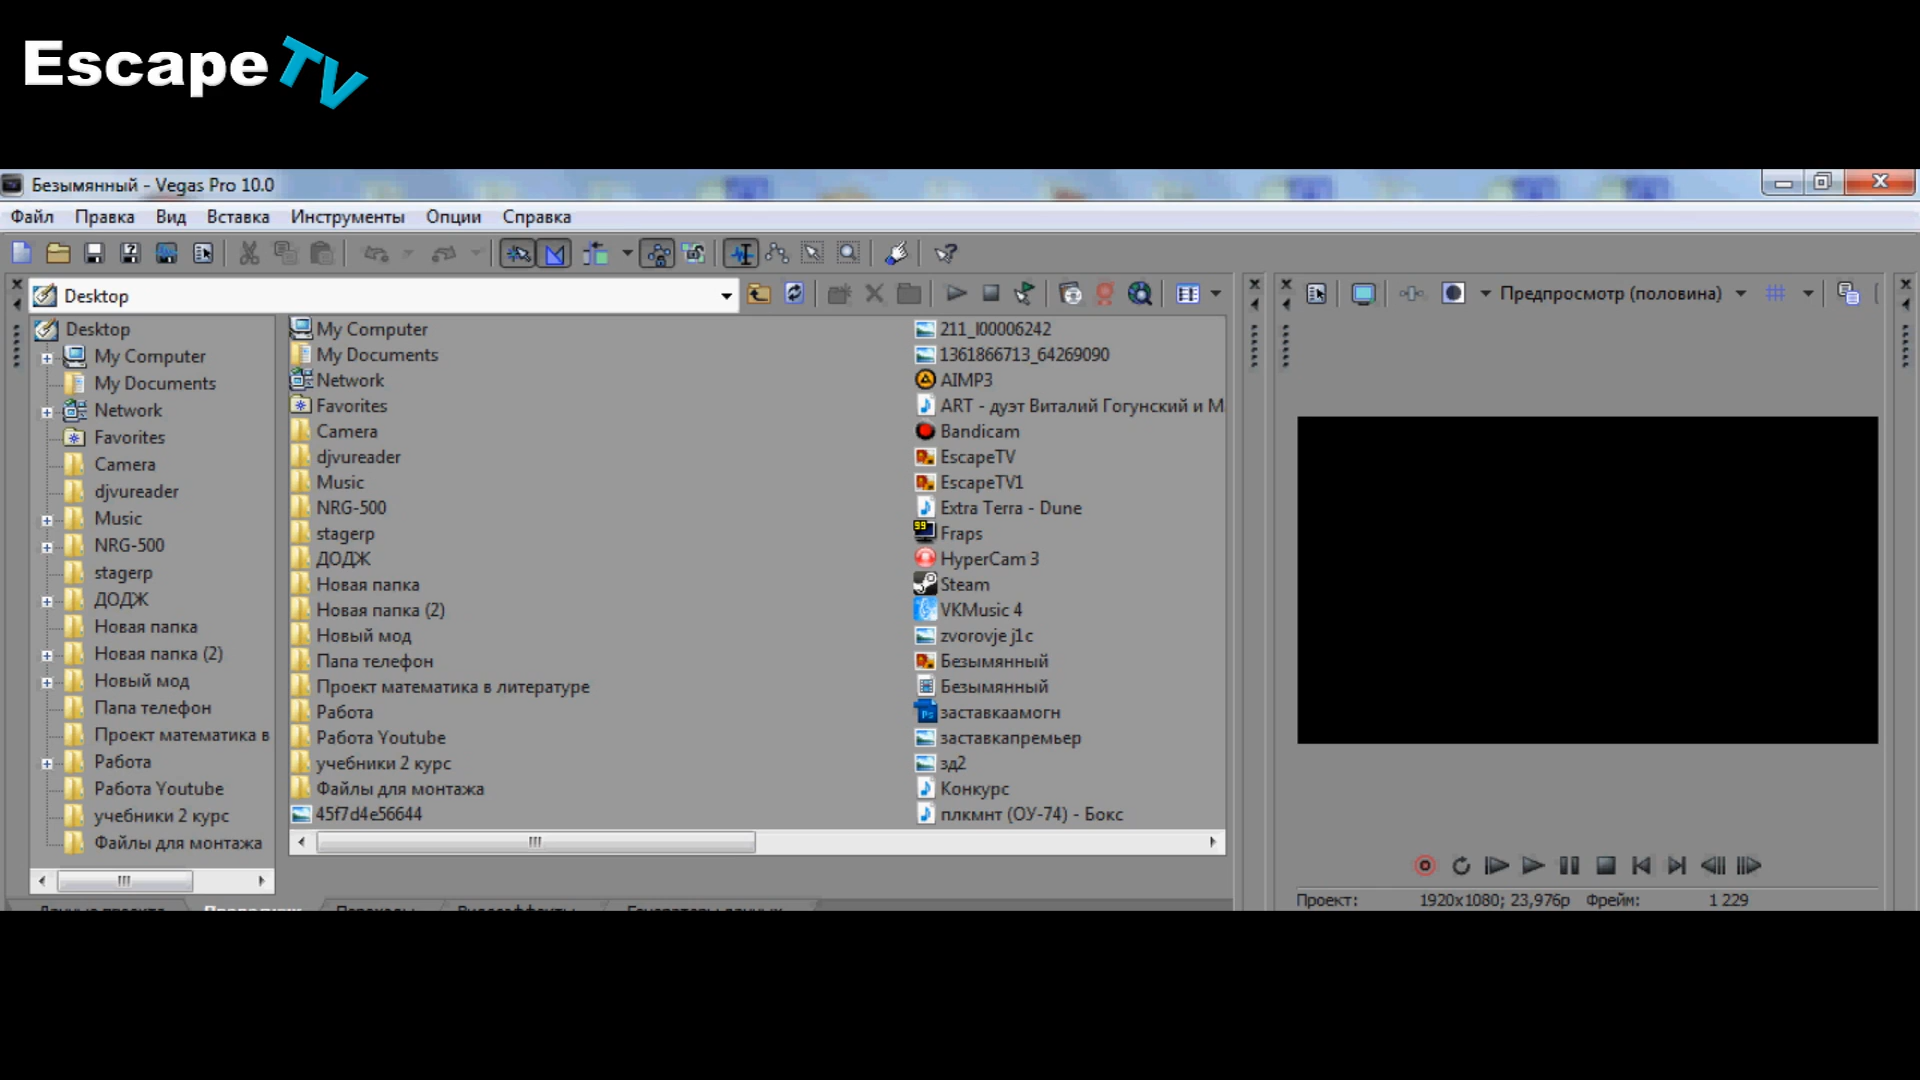 EscapeTV
Безымянный - Vegas Pro 10.0
Файл Правка Вид Вставка Инструменты Опции Справка
Desktop
Предпросмотр (половина)
Desktop
My Computer
My Documents
Network
Favorites
Camera
djvureader
Music
NRG-500
stagerp
ДОДЖ
Новая папка
Новая папка (2)
Новый мод
Папа телефон
Проект математика в
Работа
Работа Youtube
учебники 2 курс
Файлы для монтажа
My Computer
My Documents
Network
Favorites
Camera
djvureader
Music
NRG-500
stagerp
ДОДЖ
Новая папка
Новая папка (2)
Новый мод
Папа телефон
Проект математика в литературе
Работа
Работа Youtube
учебники 2 курс
Файлы для монтажа
45f7d4e56644
211_l00006242
1361866713_64269090
AIMP3
ART - дуэт Виталий Гогунский и М
Bandicam
EscapeTV
EscapeTV1
Extra Terra - Dune
Fraps
HyperCam 3
Steam
VKMusic 4
zvorovje j1c
Безымянный
Безымянный
заставкаамогн
заставкапремьер
зд2
Конкурс
плкмнт (ОУ-74) - Бокс
Проект: 1920x1080; 23,976p Фрейм: 1 229